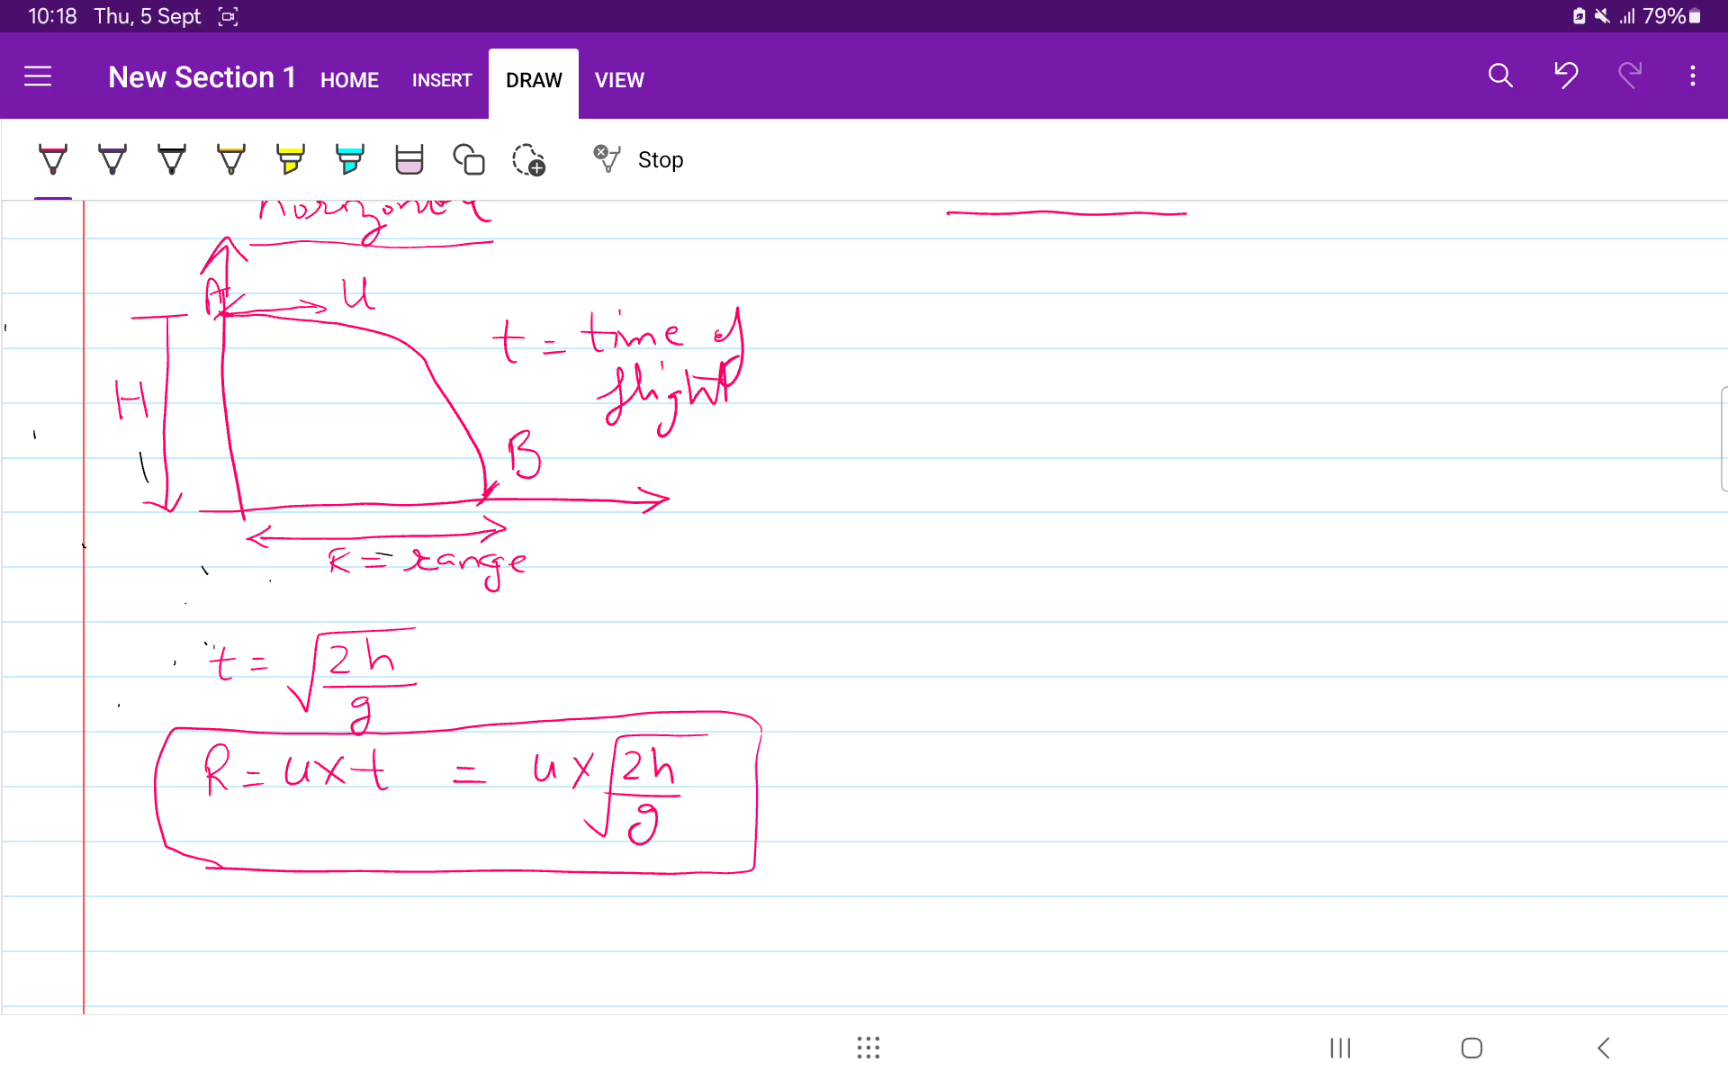 10:18 Thu, 5 Sept 79%
New Section 1 HOME INSERT DRAW VIEW
Stop
Horizontal
A
u
t = time of
flight
H
B
R = range
t = √(2h/g)
R = u×t = u×√(2h/g)